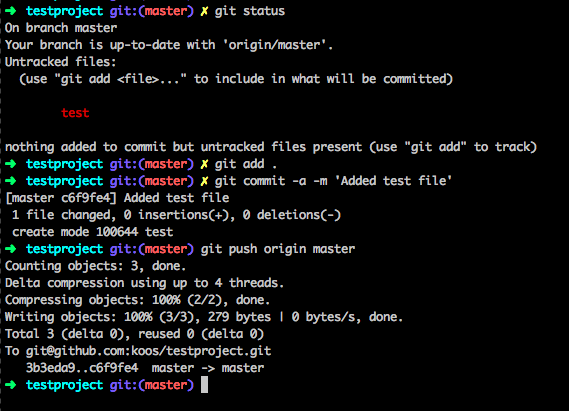 ➜ testproject git:(master) ✗ git status
On branch master
Your branch is up-to-date with 'origin/master'.
Untracked files:
  (use "git add <file>..." to include in what will be committed)

        test

nothing added to commit but untracked files present (use "git add" to track)
➜ testproject git:(master) ✗ git add .
➜ testproject git:(master) ✗ git commit -a -m 'Added test file'
[master c6f9fe4] Added test file
 1 file changed, 0 insertions(+), 0 deletions(-)
 create mode 100644 test
➜ testproject git:(master) git push origin master
Counting objects: 3, done.
Delta compression using up to 4 threads.
Compressing objects: 100% (2/2), done.
Writing objects: 100% (3/3), 279 bytes | 0 bytes/s, done.
Total 3 (delta 0), reused 0 (delta 0)
To git@github.com:koos/testproject.git
   3b3eda9..c6f9fe4  master -> master
➜ testproject git:(master)